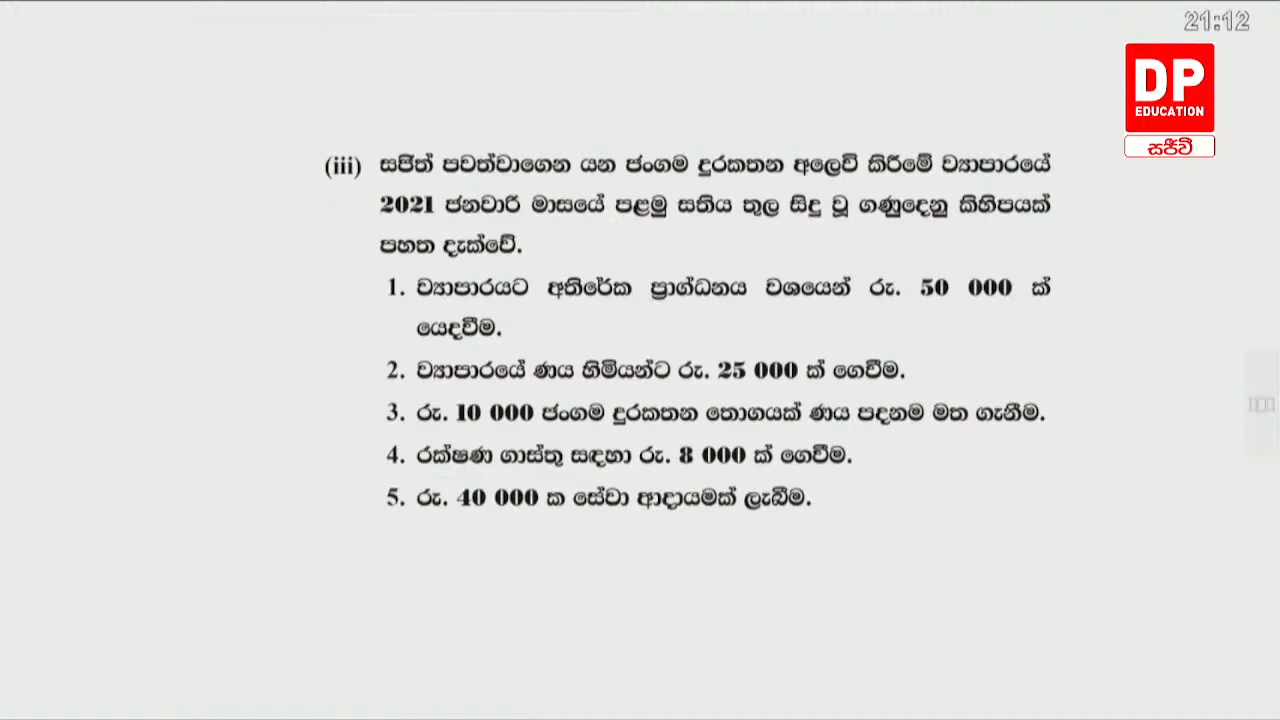 21:12
DP
EDUCATION
සජීවී
(iii) සජිත් පවත්වාගෙන යන ජංගම දුරකතන අලෙවි කිරීමේ ව්‍යාපාරයේ
2021 ජනවාරි මාසයේ පළමු සතිය තුල සිදු වූ ගණුදෙනු කිහිපයක්
පහත දැක්වේ.
1. ව්‍යාපාරයට අතිරේක ප්‍රාග්ධනය වශයෙන් රු. 50 000 ක්
යෙදවීම.
2. ව්‍යාපාරයේ ණය හිමියන්ට රු. 25 000 ක් ගෙවීම.
3. රු. 10 000 ජංගම දුරකතන තොගයක් ණය පදනම මත ගැනීම.
4. රක්ෂණ ගාස්තු සඳහා රු. 8 000 ක් ගෙවීම.
5. රු. 40 000 ක සේවා ආදායමක් ලැබීම.